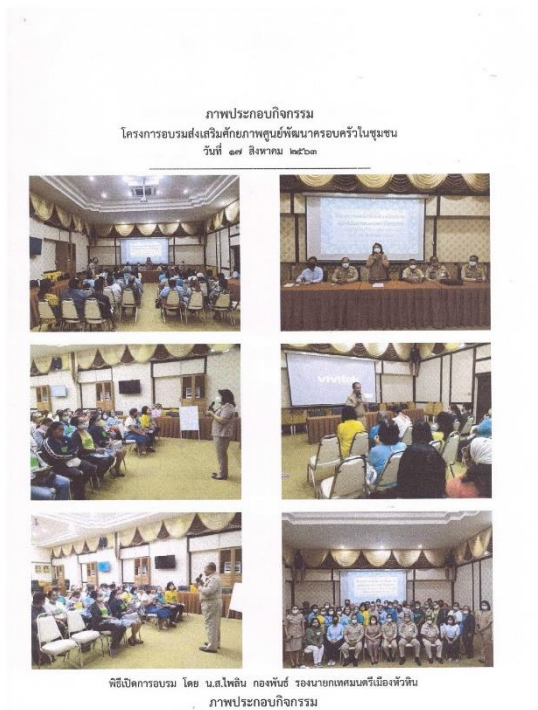 ภาพประกอบกิจกรรม
โครงการอบรมส่งเสริมศักยภาพศูนย์พัฒนาครอบครัวในชุมชน
วันที่ ๑๗ สิงหาคม ๒๕๖๓
vivitek
พิธีเปิดการอบรม โดย น.ส.ไพลิน กองพันธ์ รองนายกเทศมนตรีเมืองหัวหิน
ภาพประกอบกิจกรรม